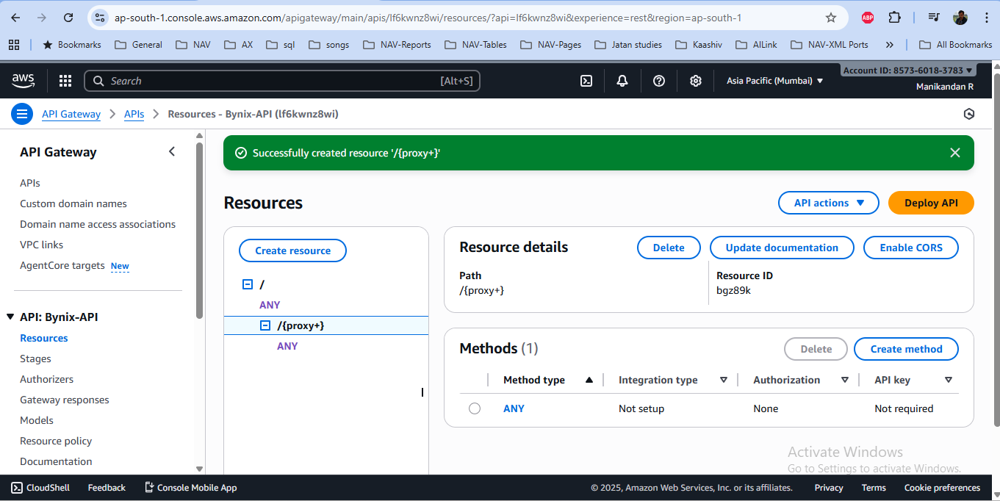 ap-south-1.console.aws.amazon.com/apigateway/main/apis/lf6kwnz8wi/resources/?api=lf6kwnz8wi&experience=rest&region=ap-south-1
ABP
Bookmarks General NAV AX sql songs NAV-Reports NAV-Tables NAV-Pages Jatan studies Kaashiv AILink NAV-XML Ports » All Bookmarks
aws Search [Alt+S] Asia Pacific (Mumbai) ▼ Account ID: 8573-6018-3783 ▼
Manikandan R
API Gateway > APIs > Resources - Bynix-API (lf6kwnz8wi)
API Gateway
APIs
Custom domain names
Domain name access associations
VPC links
AgentCore targets New
API: Bynix-API
Resources
Stages
Authorizers
Gateway responses
Models
Resource policy
Documentation
Successfully created resource '/{proxy+}'
Resources
API actions ▼ Deploy API
Create resource
/
ANY
/{proxy+}
ANY
Resource details
Delete Update documentation Enable CORS
Path
/{proxy+}
Resource ID
bgz89k
Methods (1)
Delete Create method
Method type Integration type Authorization API key
ANY Not setup None Not required
Activate Windows
Go to Settings to activate Windows.
CloudShell Feedback Console Mobile App © 2025, Amazon Web Services, Inc. or its affiliates. Privacy Terms Cookie preferences